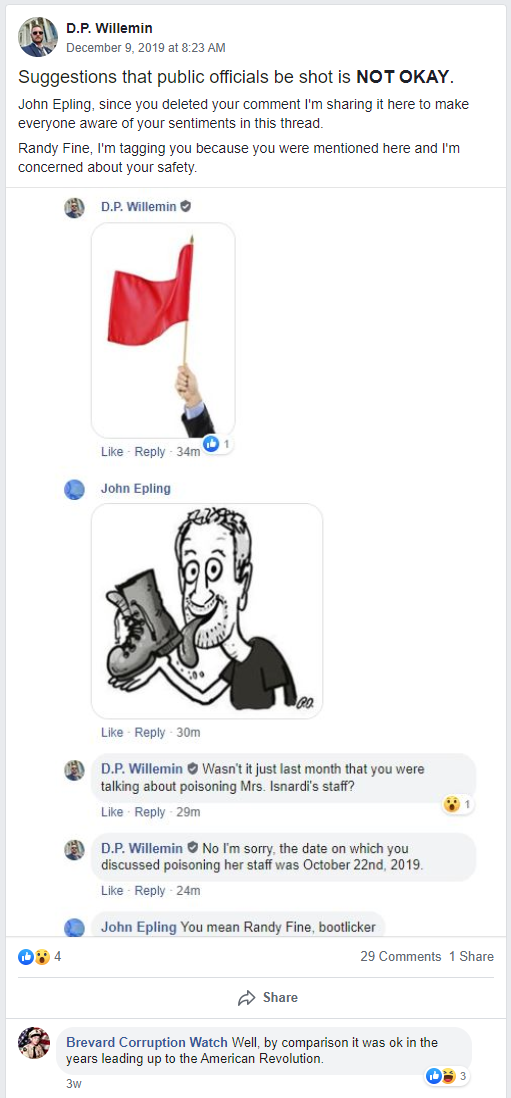 D.P. Willemin
December 9, 2019 at 8:23 AM
Suggestions that public officials be shot is NOT OKAY.
John Epling, since you deleted your comment I'm sharing it here to make
everyone aware of your sentiments in this thread.
Randy Fine, I'm tagging you because you were mentioned here and I'm
concerned about your safety.
D.P. Willemin
Like · Reply · 34m 1
John Epling
Like · Reply · 30m
D.P. Willemin Wasn't it just last month that you were
talking about poisoning Mrs. Isnardi's staff?
1
Like · Reply · 29m
D.P. Willemin No I'm sorry, the date on which you
discussed poisoning her staff was October 22nd, 2019.
Like · Reply · 24m
John Epling You mean Randy Fine, bootlicker
4 29 Comments 1 Share
Share
Brevard Corruption Watch Well, by comparison it was ok in the
years leading up to the American Revolution.
3w 3